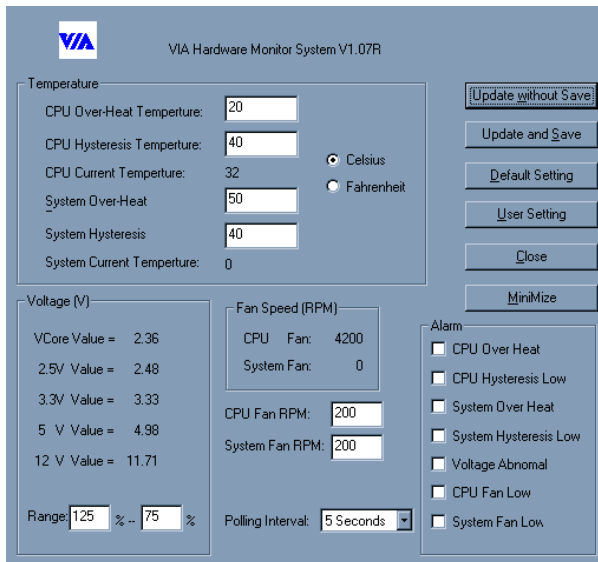 VIA
VIA Hardware Monitor System V1.07R
Temperature
CPU Over-Heat Temperture: 20
CPU Hysteresis Temperture: 40
CPU Current Temperture: 32
System Over-Heat 50
System Hysteresis 40
System Current Temperture: 0
Celsius
Fahrenheit
Update without Save
Update and Save
Default Setting
User Setting
Close
MiniMize
Voltage (V)
VCore Value = 2.36
2.5V Value = 2.48
3.3V Value = 3.33
5 V Value = 4.98
12 V Value = 11.71
Range: 125 % -- 75 %
Fan Speed (RPM)
CPU Fan: 4200
System Fan: 0
CPU Fan RPM: 200
System Fan RPM: 200
Polling Interval: 5 Seconds
Alarm
CPU Over Heat
CPU Hysteresis Low
System Over Heat
System Hysteresis Low
Voltage Abnomal
CPU Fan Low
System Fan Low